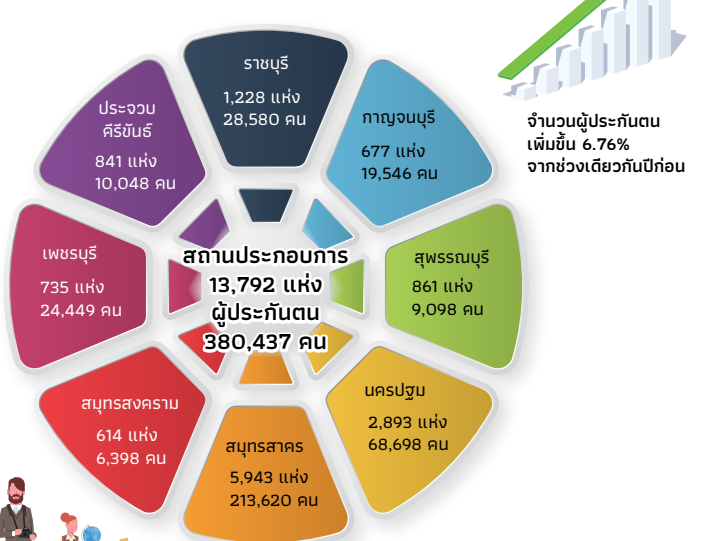 ราชบุรี
1,228 แห่ง
28,580 คน
กาญจนบุรี
677 แห่ง
19,546 คน
สุพรรณบุรี
861 แห่ง
9,098 คน
นครปฐม
2,893 แห่ง
68,698 คน
สมุทรสาคร
5,943 แห่ง
213,620 คน
สมุทรสงคราม
614 แห่ง
6,398 คน
เพชรบุรี
735 แห่ง
24,449 คน
ประจวบ
คีรีขันธ์
841 แห่ง
10,048 คน
สถานประกอบการ
13,792 แห่ง
ผู้ประกันตน
380,437 คน
จำนวนผู้ประกันตน
เพิ่มขึ้น 6.76%
จากช่วงเดียวกันปีก่อน